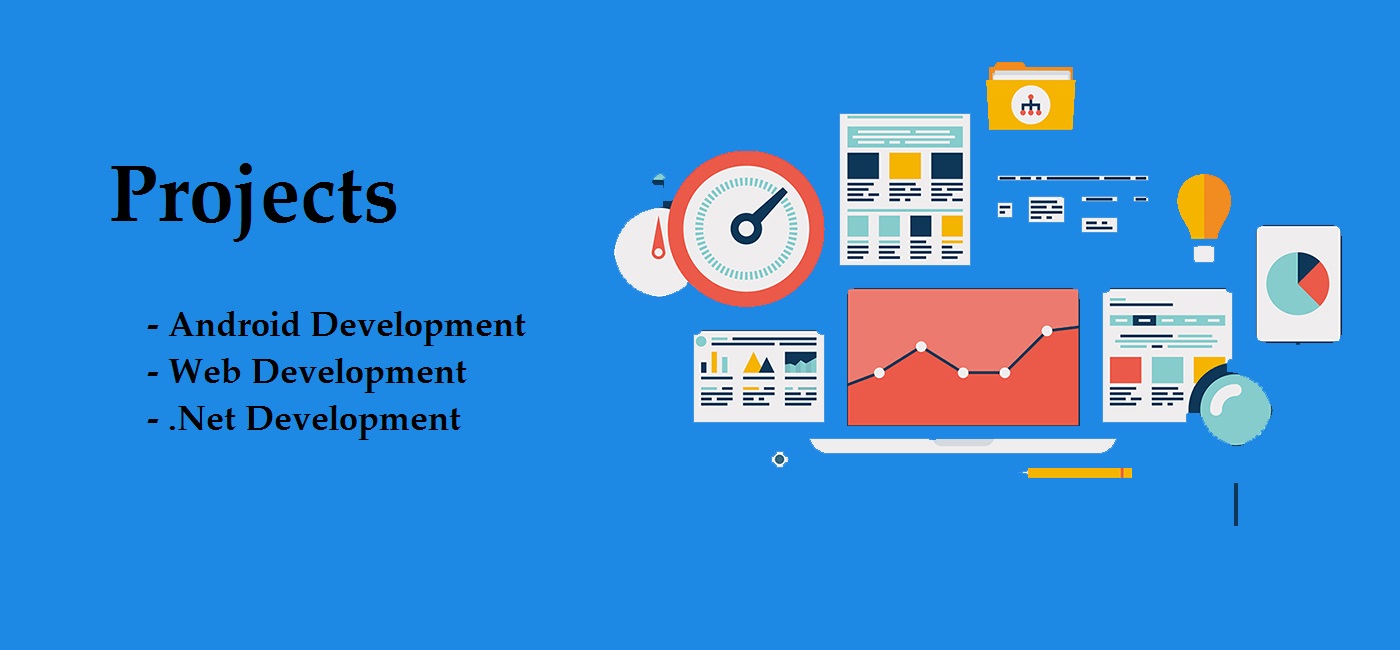 Projects
- Android Development
- Web Development
- .Net Development